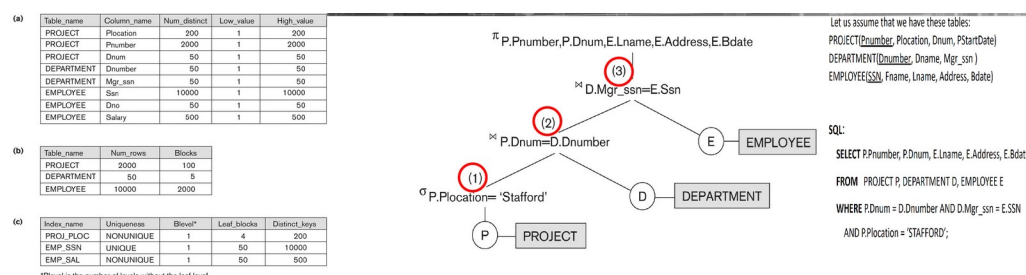 (a)
Table_name Column_name Num_distinct Low_value High_value
PROJECT Plocation 200 1 200
PROJECT Pnumber 2000 1 2000
PROJECT Dnum 50 1 50
DEPARTMENT Dnumber 50 1 50
DEPARTMENT Mgr_ssn 50 1 50
EMPLOYEE Ssn 10000 1 10000
EMPLOYEE Dno 50 1 50
EMPLOYEE Salary 500 1 500
(b)
Table_name Num_rows Blocks
PROJECT 2000 100
DEPARTMENT 50 5
EMPLOYEE 10000 2000
(c)
Index_name Uniqueness Blevel* Leaf_blocks Distinct_keys
PROJ_PLOC NONUNIQUE 1 4 200
EMP_SSN UNIQUE 1 50 10000
EMP_SAL NONUNIQUE 1 50 500
*Blevel is the number of levels without the leaf level
π P.Pnumber,P.Dnum,E.Lname,E.Address,E.Bdate
(3)
⋈ D.Mgr_ssn=E.Ssn
(2)
⋈ P.Dnum=D.Dnumber
E EMPLOYEE
(1)
σ P.Plocation= 'Stafford'
D DEPARTMENT
P PROJECT
Let us assume that we have these tables:
PROJECT(Pnumber, Plocation, Dnum, PStartDate)
DEPARTMENT(Dnumber, Dname, Mgr_ssn )
EMPLOYEE(SSN, Fname, Lname, Address, Bdate)
SQL:
SELECT P.Pnumber, P.Dnum, E.Lname, E.Address, E.Bdate
FROM PROJECT P, DEPARTMENT D, EMPLOYEE E
WHERE P.Dnum = D.Dnumber AND D.Mgr_ssn = E.SSN
AND P.Plocation = 'STAFFORD';